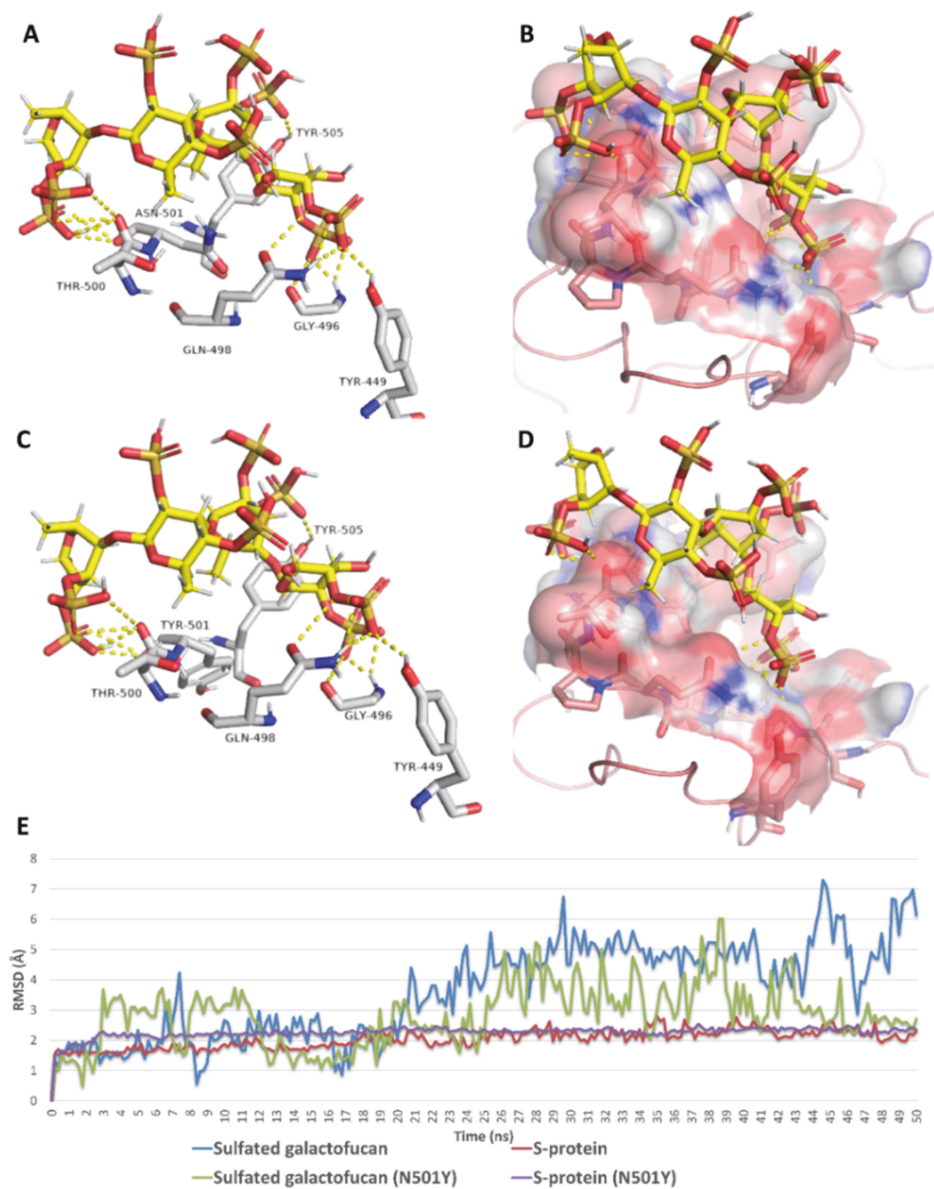 A
B
TYR-505
ASN-501
THR-500
GLY-496
GLN-498
TYR-449
C
D
TYR-505
TYR-501
THR-500
GLY-496
GLN-498
TYR-449
E
8
7
6
5
4
3
2
1
0
RMSD (Å)
0 1 2 3 4 5 6 7 8 9 10 11 12 13 14 15 16 17 18 19 20 21 22 23 24 25 26 27 28 29 30 31 32 33 34 35 36 37 38 39 40 41 42 43 44 45 46 47 48 49 50
Time (ns)
Sulfated galactofucan
S-protein
Sulfated galactofucan (N501Y)
S-protein (N501Y)